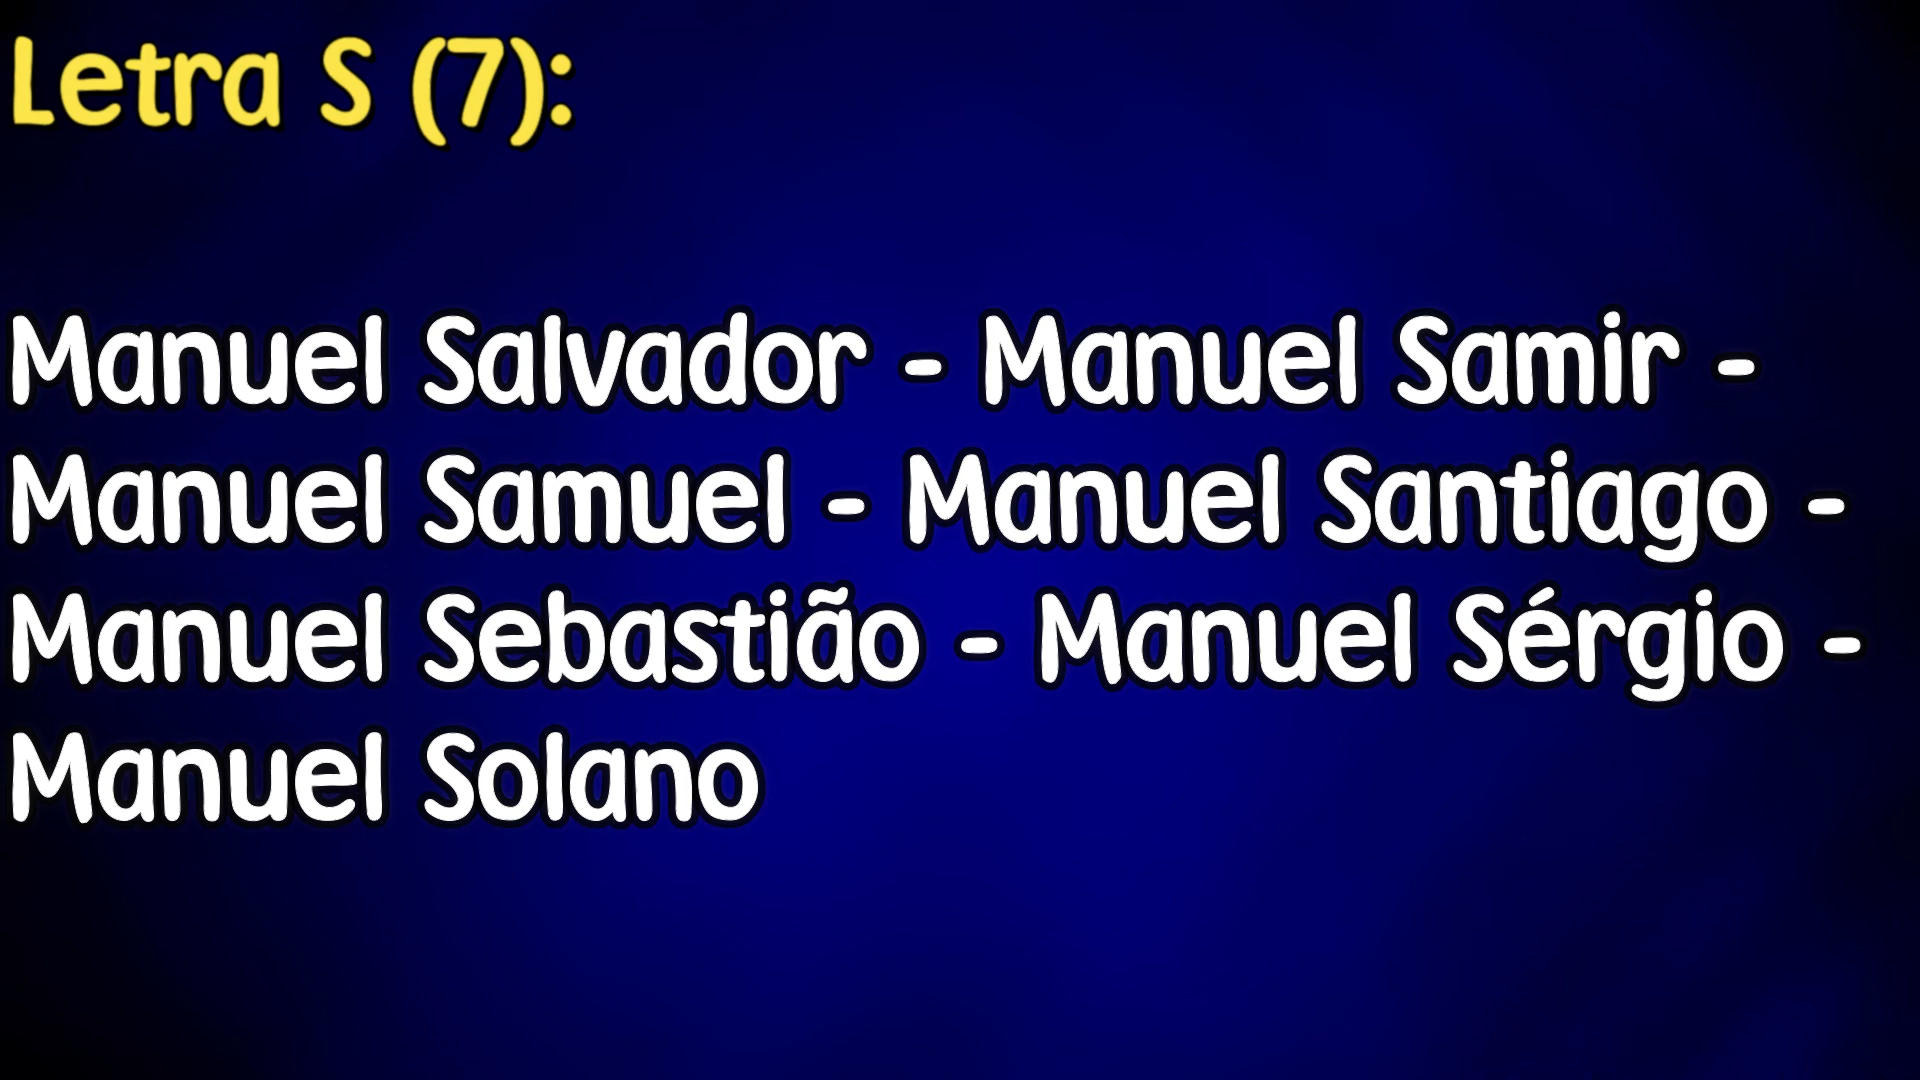 Letra S (7):
Manuel Salvador - Manuel Samir -
Manuel Samuel - Manuel Santiago -
Manuel Sebastião - Manuel Sérgio -
Manuel Solano